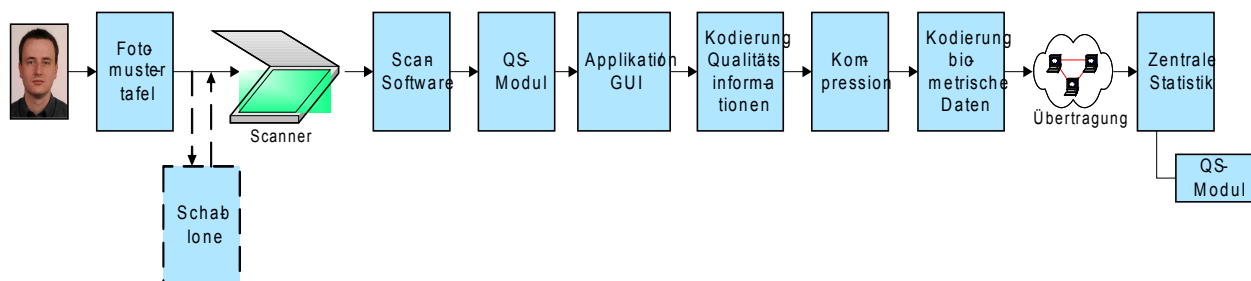 Foto-
muster-
tafel
Scanner
Schab-
lone
Scan-
Software
QS-
Modul
Applikation/
GUI
Kodierung
Qualitäts-
informa-
tionen
Kom-
pression
Kodierung
bio-
metrische
Daten
Übertragung
Zentrale
Statistik
QS-
Modul